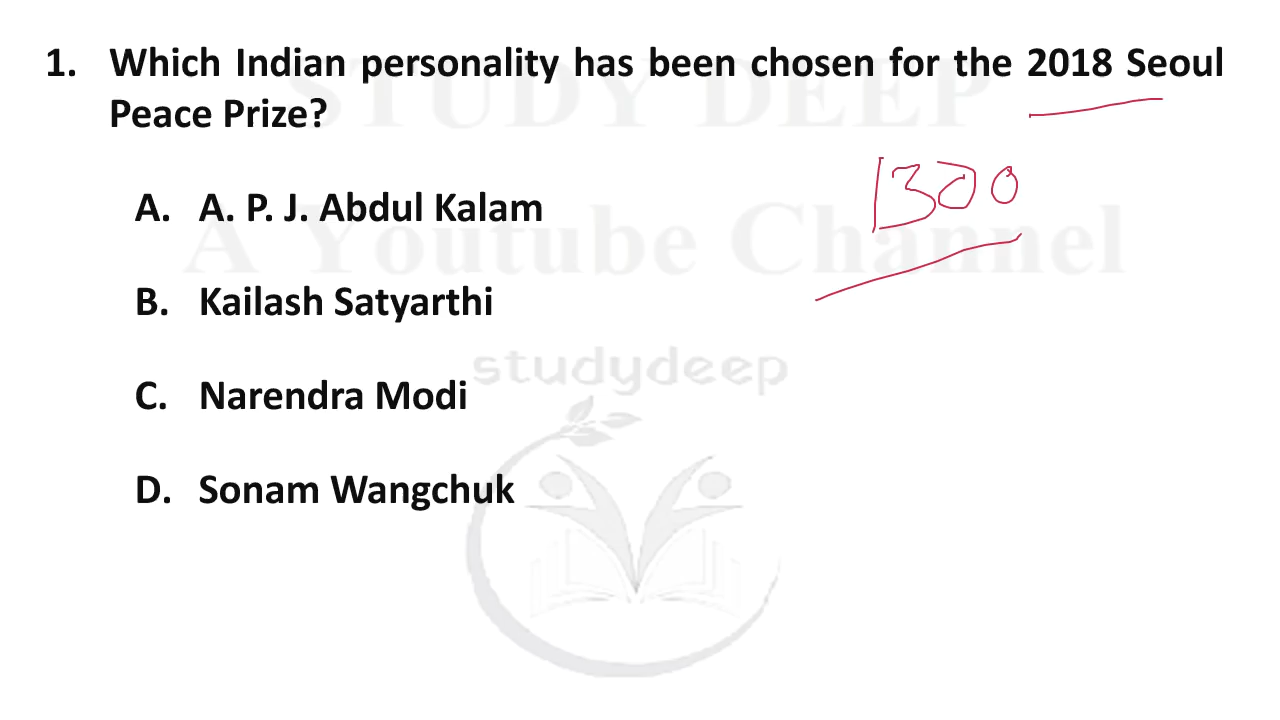 1. Which Indian personality has been chosen for the 2018 Seoul
Peace Prize?
1300
A. A. P. J. Abdul Kalam
B. Kailash Satyarthi
C. Narendra Modi
D. Sonam Wangchuk
STUDY DEEP
A Youtube Channel
studydeep